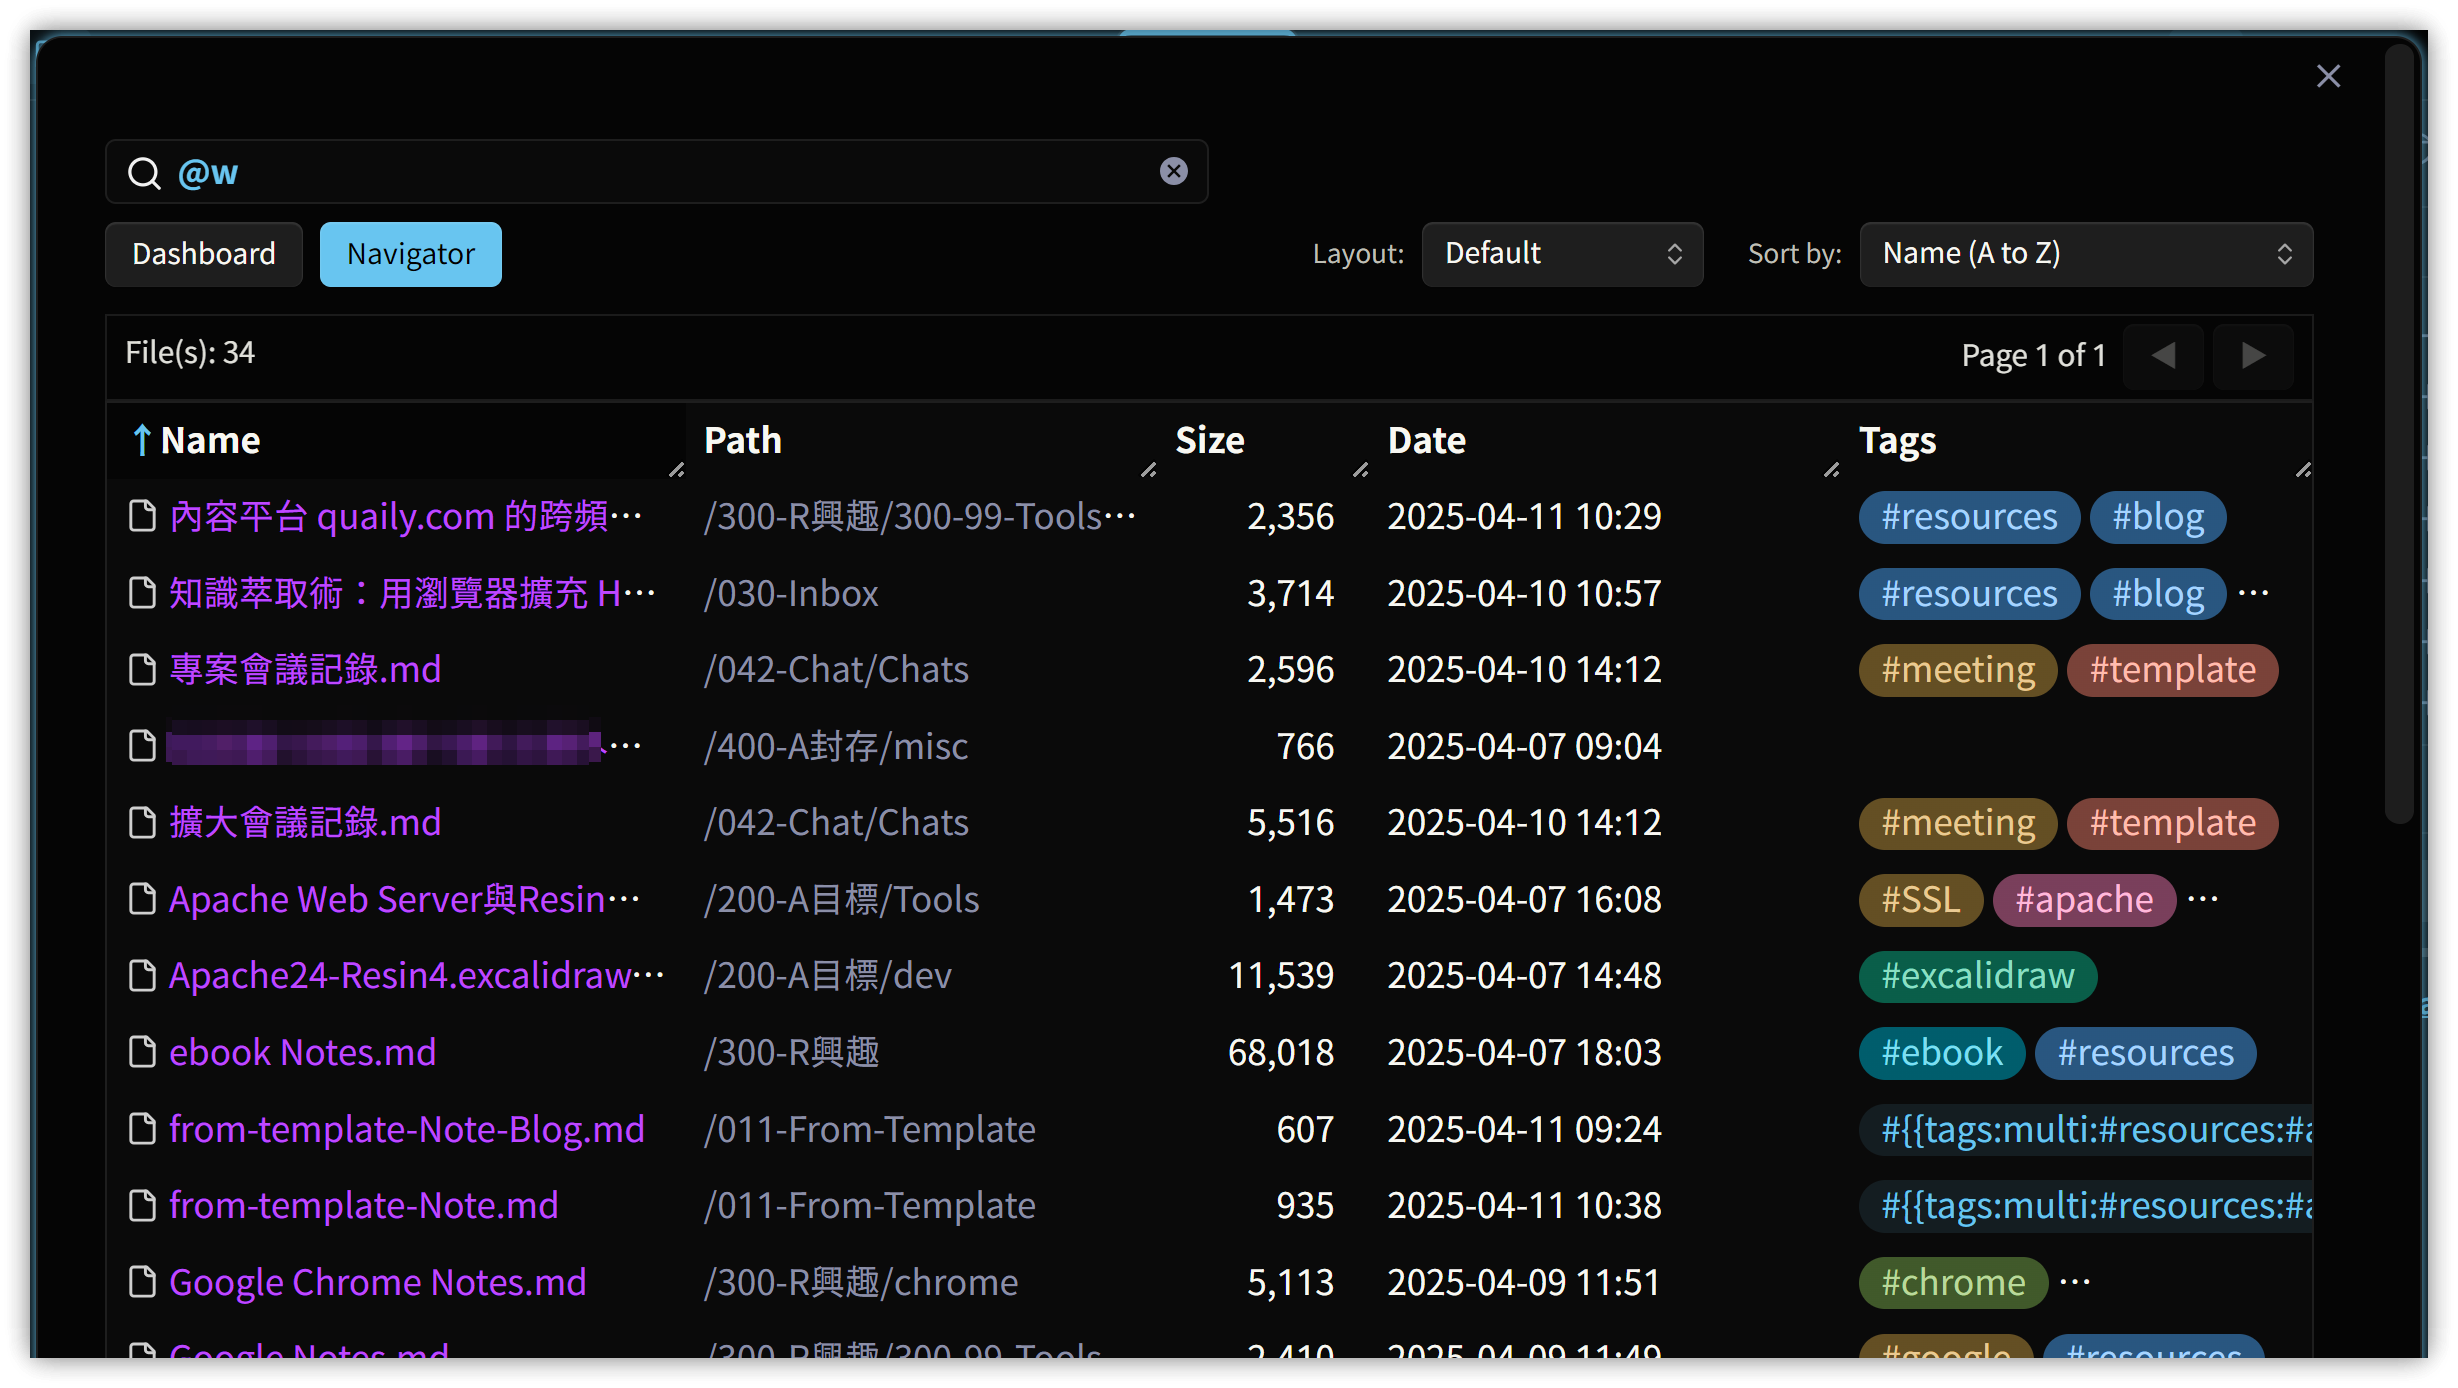 @w
Dashboard Navigator Layout: Default Sort by: Name (A to Z)
File(s): 34 Page 1 of 1
↑Name Path Size Date Tags
內容平台 quaily.com 的跨頻… /300-R興趣/300-99-Tools… 2,356 2025-04-11 10:29 #resources #blog
知識萃取術：用瀏覽器擴充 H… /030-Inbox 3,714 2025-04-10 10:57 #resources #blog …
專案會議記錄.md /042-Chat/Chats 2,596 2025-04-10 14:12 #meeting #template
… /400-A封存/misc 766 2025-04-07 09:04
擴大會議記錄.md /042-Chat/Chats 5,516 2025-04-10 14:12 #meeting #template
Apache Web Server與Resin… /200-A目標/Tools 1,473 2025-04-07 16:08 #SSL #apache …
Apache24-Resin4.excalidraw… /200-A目標/dev 11,539 2025-04-07 14:48 #excalidraw
ebook Notes.md /300-R興趣 68,018 2025-04-07 18:03 #ebook #resources
from-template-Note-Blog.md /011-From-Template 607 2025-04-11 09:24 #{{tags:multi:#resources:#a
from-template-Note.md /011-From-Template 935 2025-04-11 10:38 #{{tags:multi:#resources:#a
Google Chrome Notes.md /300-R興趣/chrome 5,113 2025-04-09 11:51 #chrome …
Google Notes.md /300-R興趣/300-99-Tools 2,410 2025-04-09 11:49 #google #resources